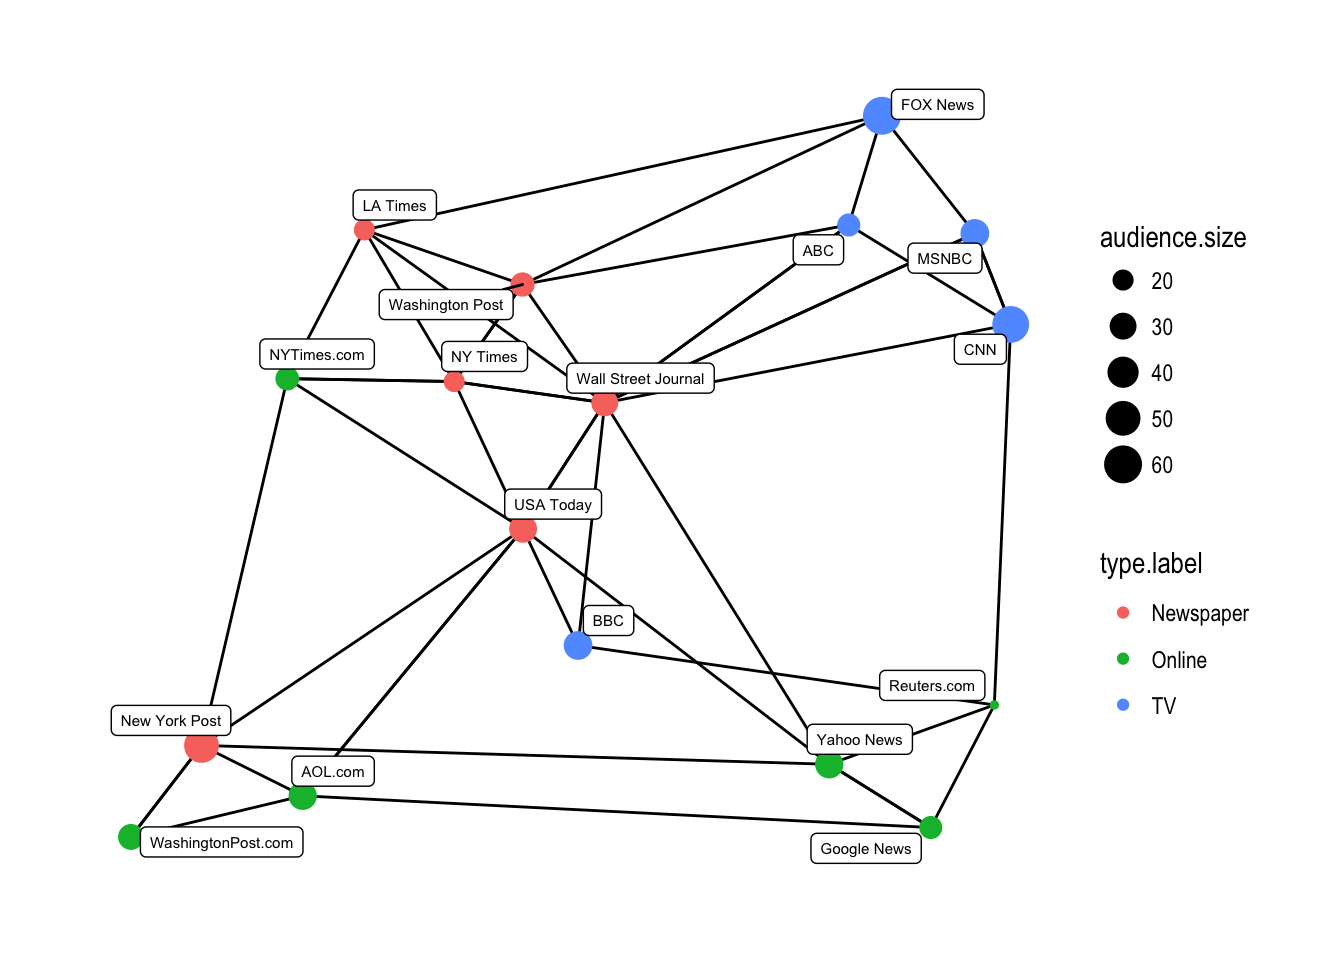 FOX News
LA Times
ABC
MSNBC
Washington Post
CNN
NYTimes.com
NY Times
Wall Street Journal
USA Today
BBC
Reuters.com
New York Post
Yahoo News
AOL.com
WashingtonPost.com
Google News
audience.size
20
30
40
50
60
type.label
Newspaper
Online
TV